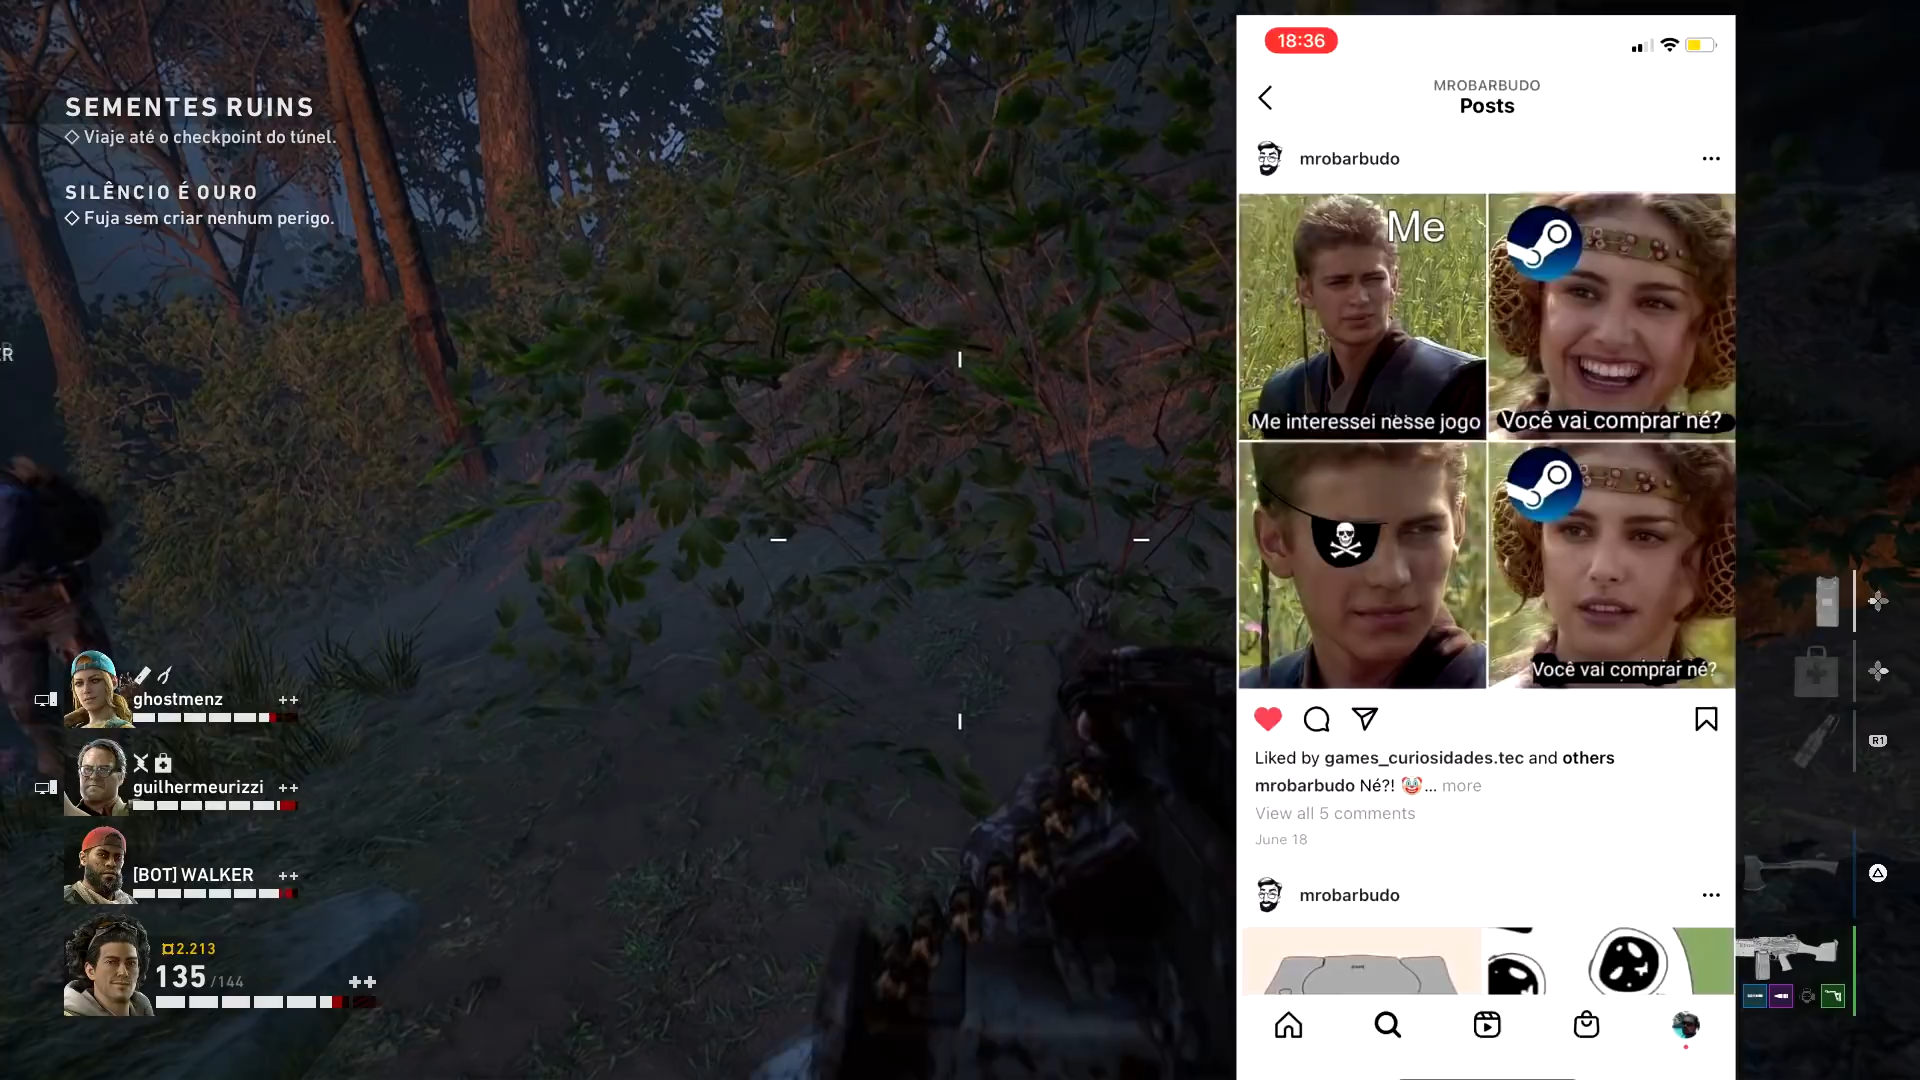 SEMENTES RUINS
Viaje até o checkpoint do túnel.
SILÊNCIO É OURO
Fuja sem criar nenhum perigo.
ghostmenz
++
guilhermeurizzi
++
[BOT] WALKER
++
2.213
135/144
++
18:36
MROBARBUDO
Posts
mrobarbudo
Me
Me interessei nesse jogo
Você vai comprar né?
Você vai comprar né?
Liked by games_curiosidades.tec and others
mrobarbudo Né?! 🤡... more
View all 5 comments
June 18
mrobarbudo
R1